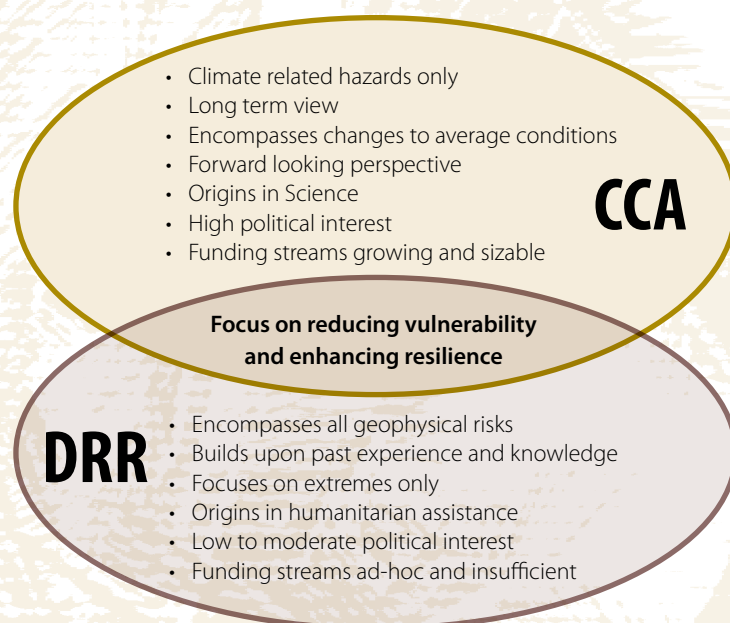 • Climate related hazards only
• Long term view
• Encompasses changes to average conditions
• Forward looking perspective
• Origins in Science
• High political interest
• Funding streams growing and sizable
CCA
Focus on reducing vulnerability
and enhancing resilience
DRR
• Encompasses all geophysical risks
• Builds upon past experience and knowledge
• Focuses on extremes only
• Origins in humanitarian assistance
• Low to moderate political interest
• Funding streams ad-hoc and insufficient